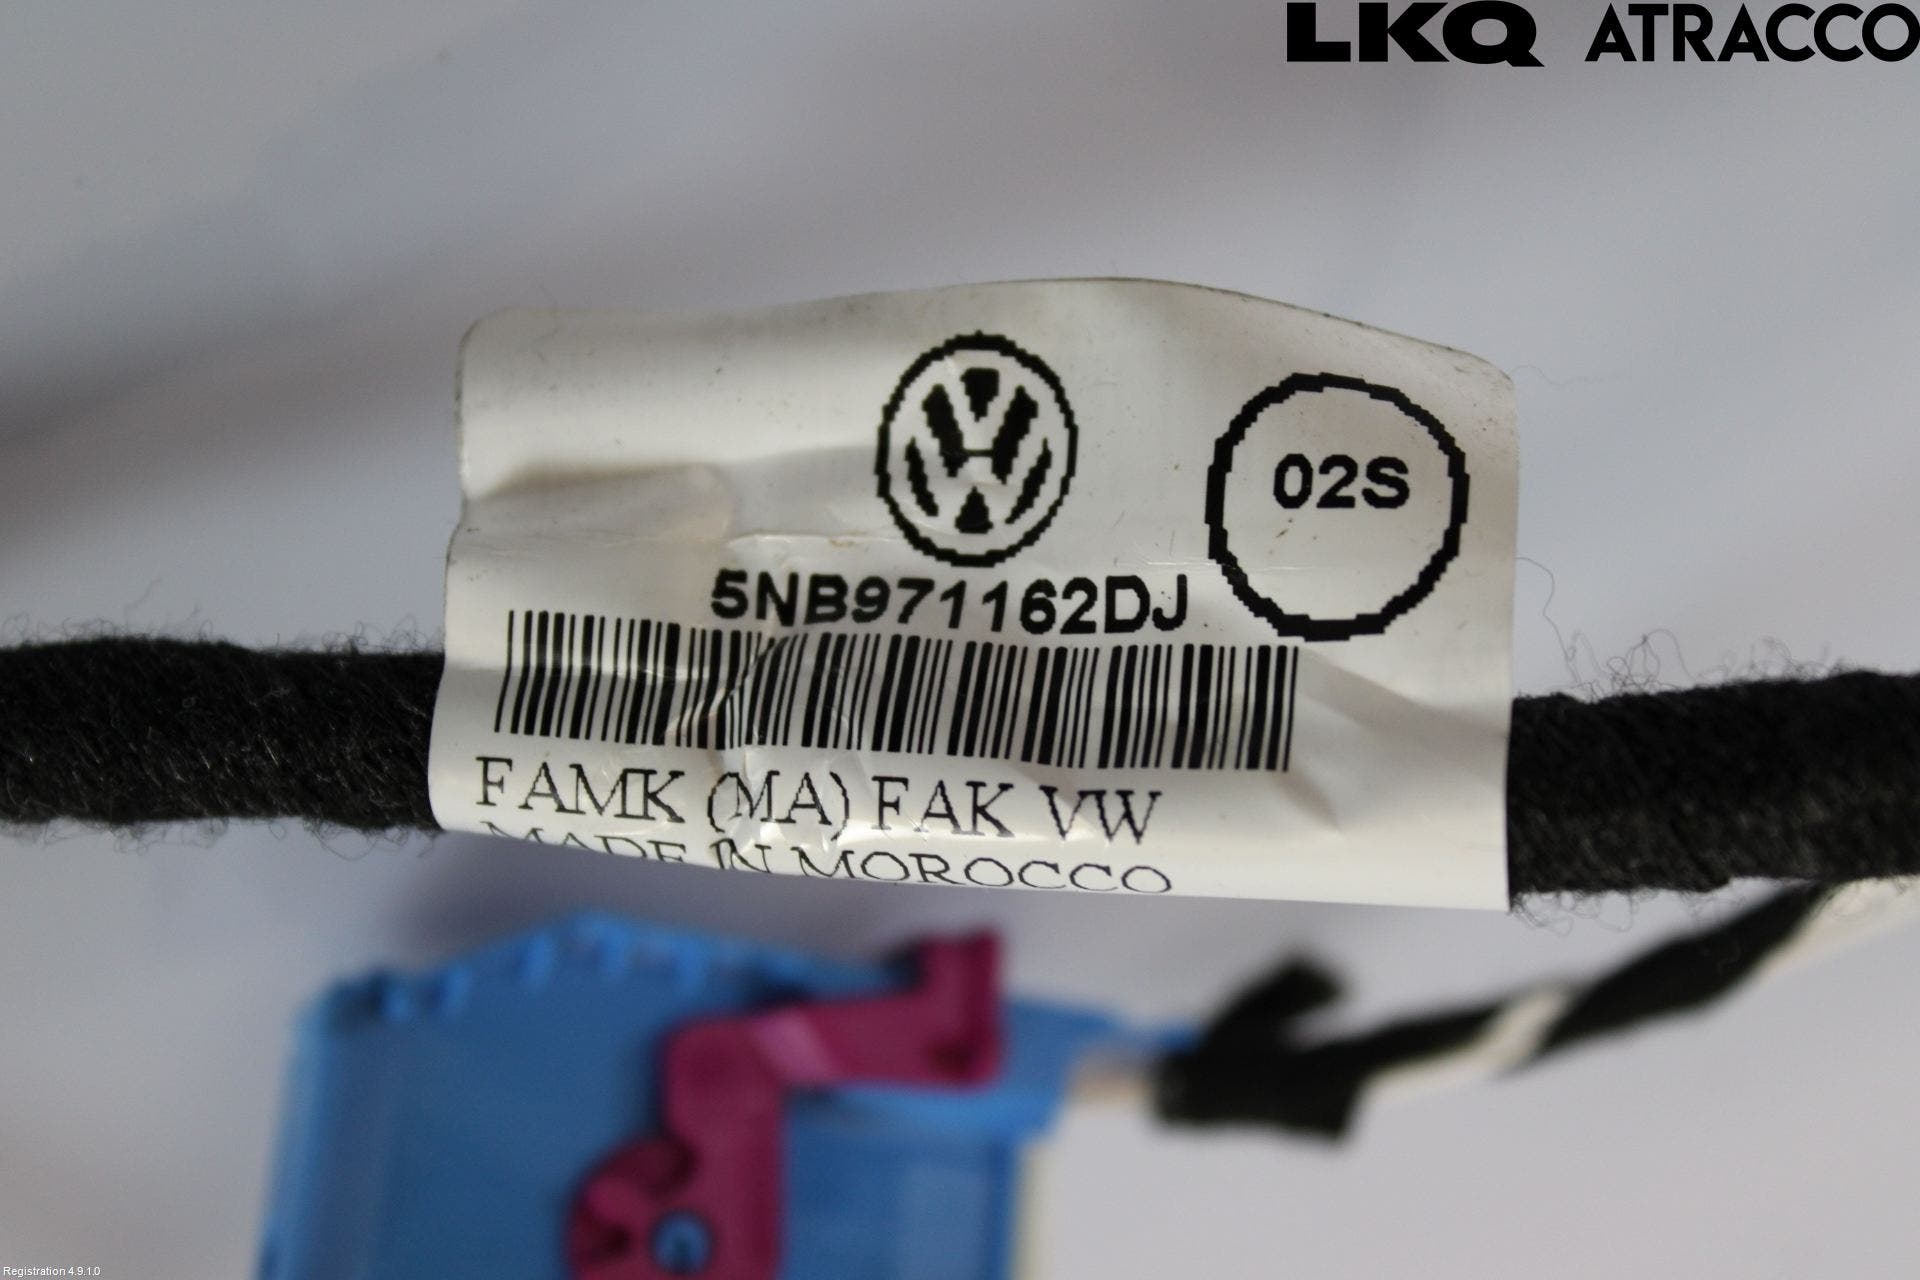 LKQ ATRACCO
02S
5NB971162DJ
FAMK (MA) FAK VW
MADE IN MOROCCO
Registration 4.9.1.0